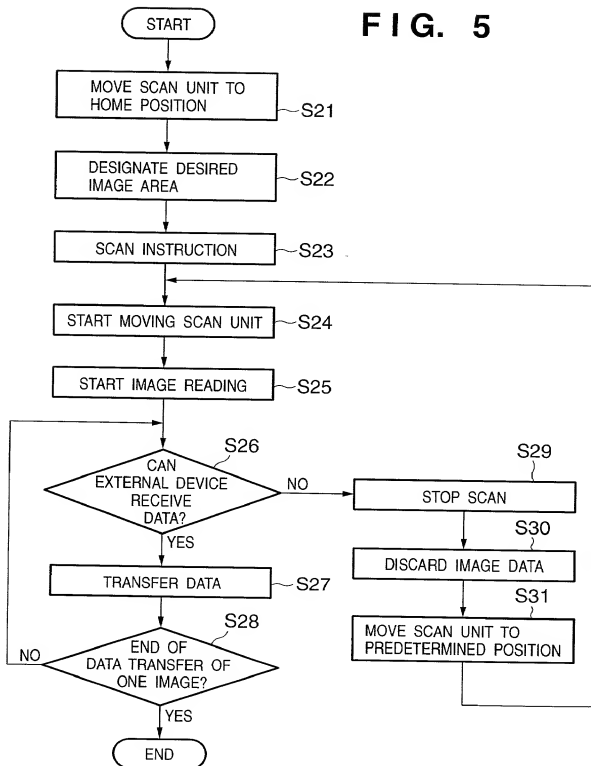 START
FIG. 5
MOVE SCAN UNIT TO
HOME POSITION
S21
DESIGNATE DESIRED
IMAGE AREA
S22
SCAN INSTRUCTION
S23
START MOVING SCAN UNIT
S24
START IMAGE READING
S25
S26
CAN
EXTERNAL DEVICE
RECEIVE
DATA?
NO
YES
TRANSFER DATA
S27
S28
END OF
DATA TRANSFER OF
ONE IMAGE?
NO
YES
END
S29
STOP SCAN
S30
DISCARD IMAGE DATA
S31
MOVE SCAN UNIT TO
PREDETERMINED POSITION